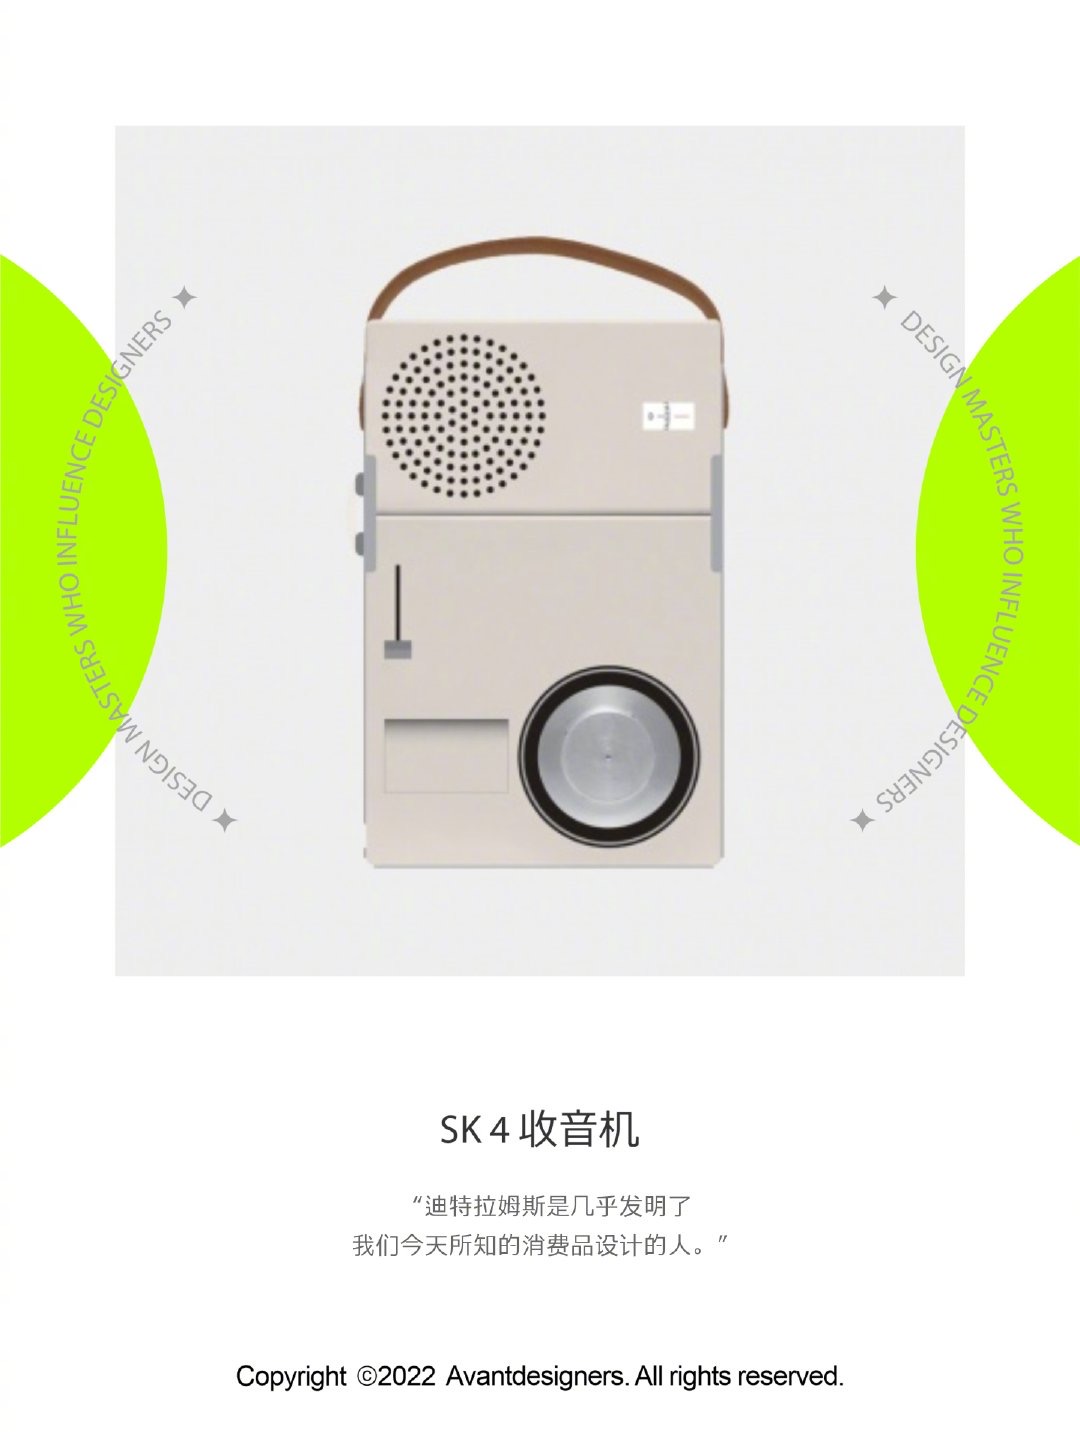 DESIGN MASTERS WHO INFLUENCE DESIGNERS
DESIGN MASTERS WHO INFLUENCE DESIGNERS
SK 4 收音机
“迪特拉姆斯是几乎发明了
我们今天所知的消费品设计的人。”
Copyright ©2022 Avantdesigners. All rights reserved.